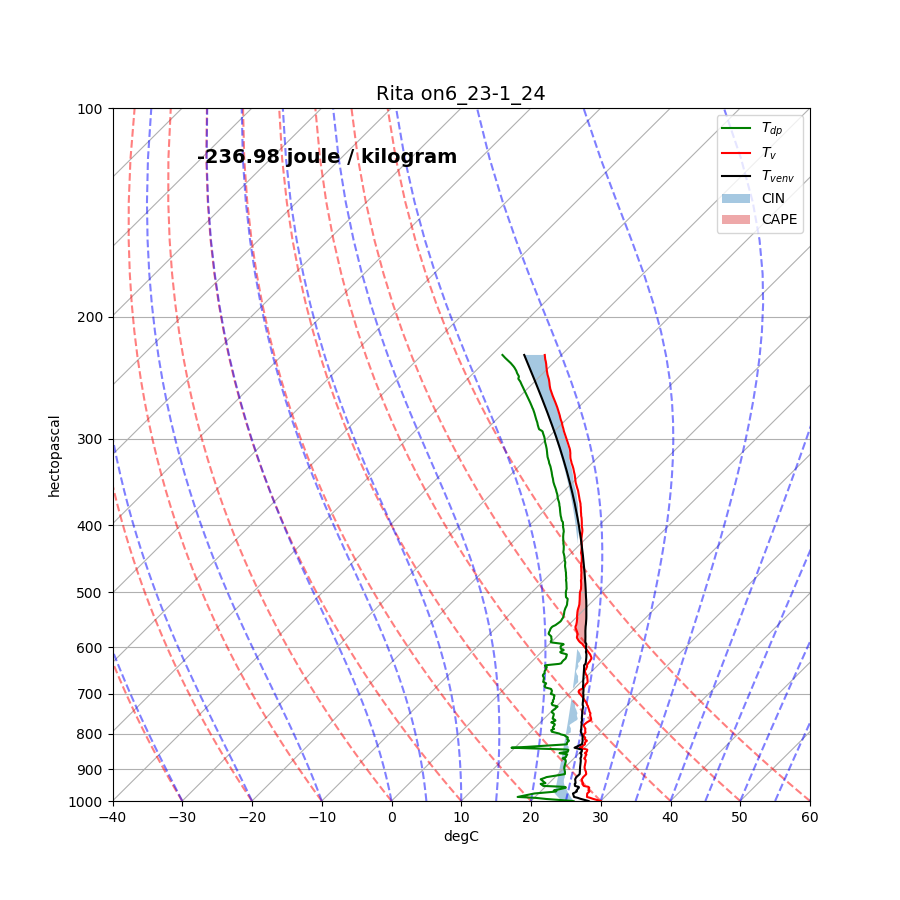 Rita on6_23-1_24
-236.98 joule / kilogram
T_dp
T_v
T_venv
CIN
CAPE
100
200
300
400
500
600
700
800
900
1000
hectopascal
−40 −30 −20 −10 0 10 20 30 40 50 60
degC